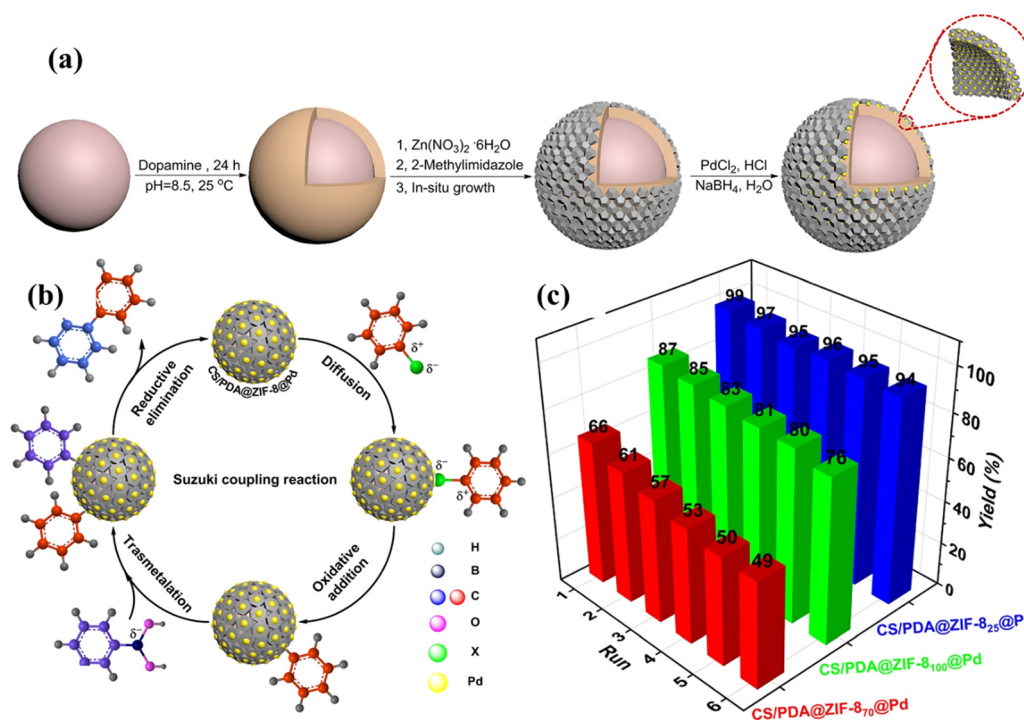 (a)
Dopamine , 24 h
pH=8.5, 25 °C
1, Zn(NO₃)₂ ·6H₂O
2, 2-Methylimidazole
3, In-situ growth
PdCl₂, HCl
NaBH₄, H₂O
(b)
CS/PDA@ZIF-8@Pd
δ⁺
δ⁻
Diffusion
Reductive
elimination
Suzuki coupling reaction
δ⁻
δ⁺
Oxidative
addition
Trasmetalation
δ⁻
H
B
C
O
X
Pd
(c)
99
97
95
96
95
94
87
85
83
81
80
76
66
61
57
53
50
49
100
80
60
40
20
0
Yield (%)
1
2
3
4
5
6
Run
CS/PDA@ZIF-8₂₅@P
CS/PDA@ZIF-8₁₀₀@Pd
CS/PDA@ZIF-8₇₀@Pd